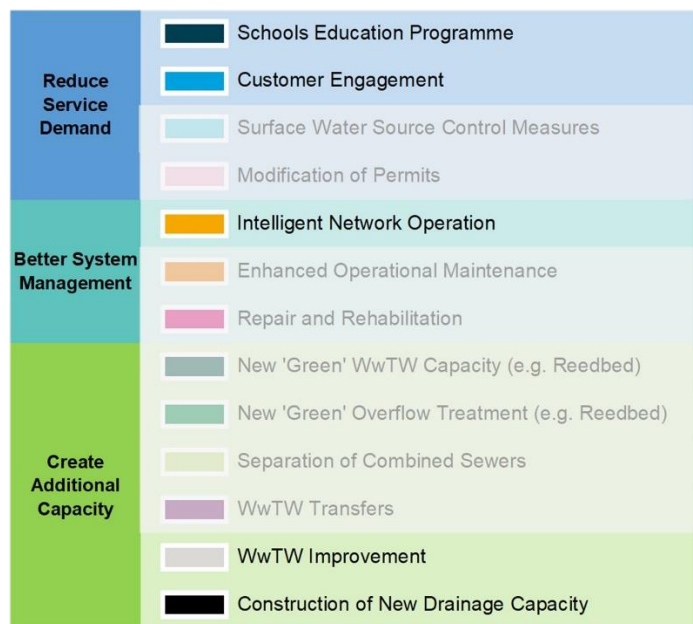 Reduce
Service
Demand
Schools Education Programme
Customer Engagement
Surface Water Source Control Measures
Modification of Permits
Better System
Management
Intelligent Network Operation
Enhanced Operational Maintenance
Repair and Rehabilitation
Create
Additional
Capacity
New 'Green' WwTW Capacity (e.g. Reedbed)
New 'Green' Overflow Treatment (e.g. Reedbed)
Separation of Combined Sewers
WwTW Transfers
WwTW Improvement
Construction of New Drainage Capacity